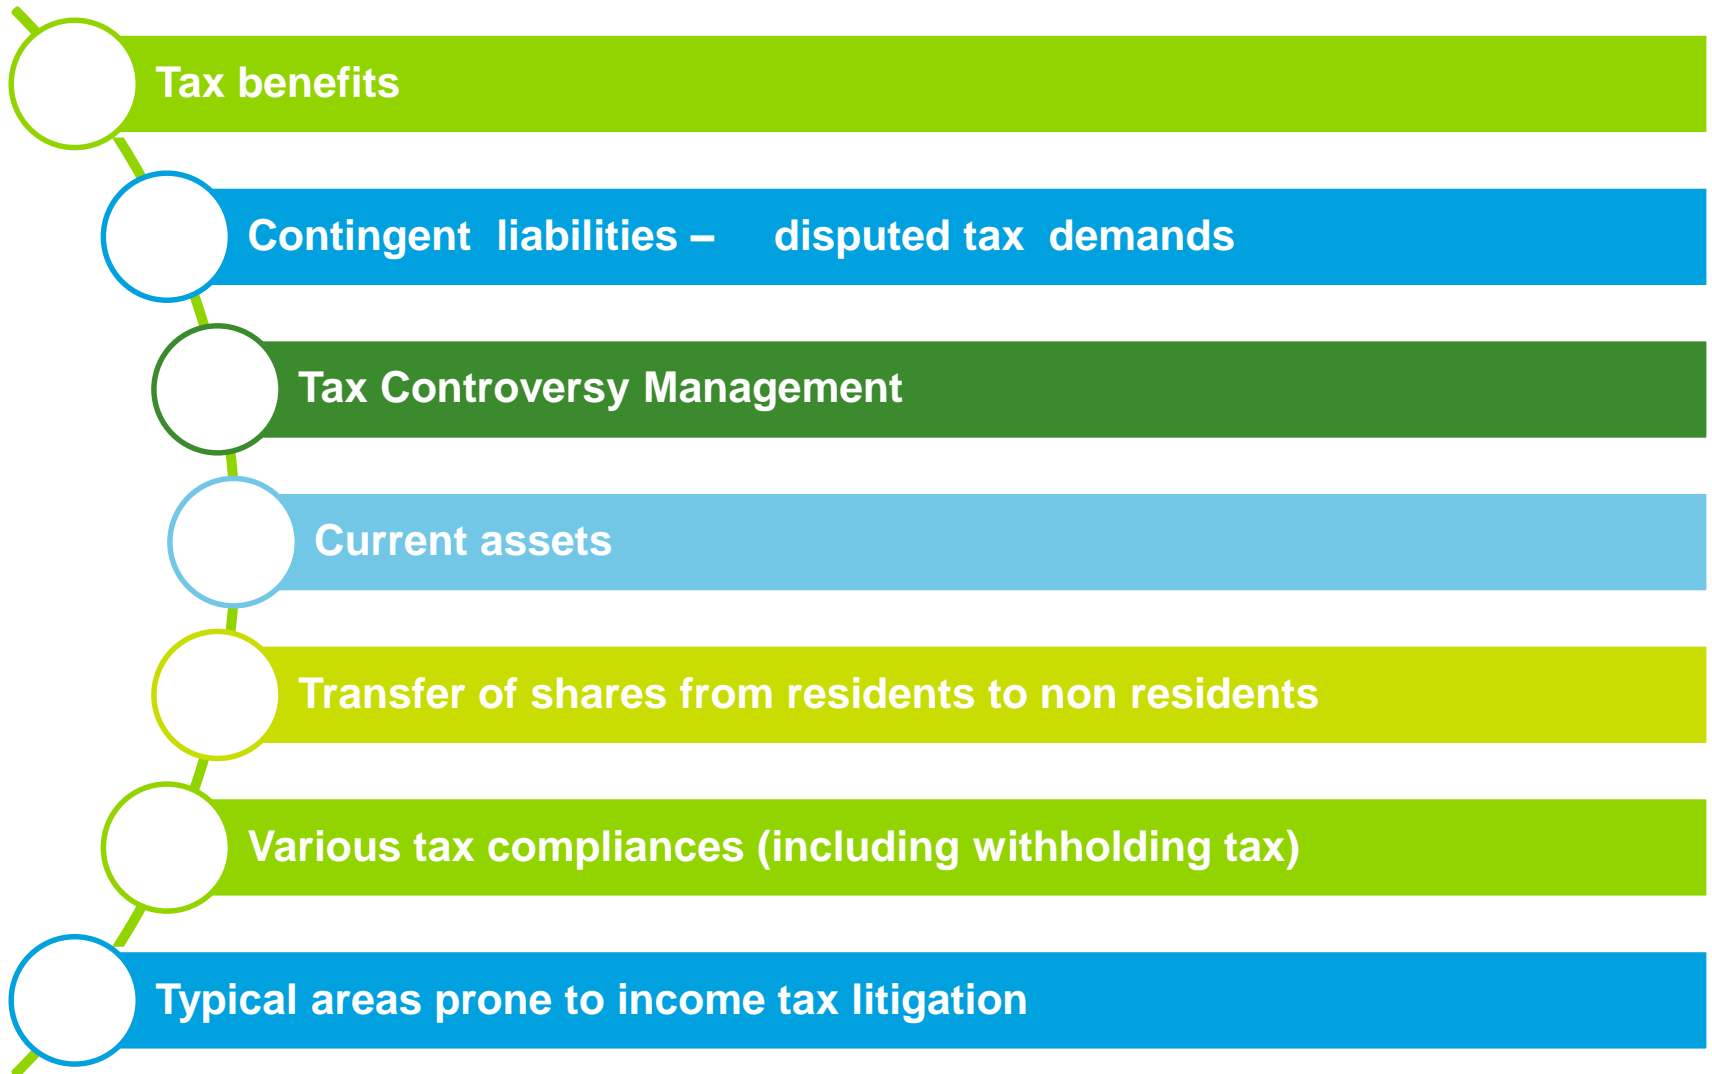 Tax benefits
Contingent liabilities – disputed tax demands
Tax Controversy Management
Current assets
Transfer of shares from residents to non residents
Various tax compliances (including withholding tax)
Typical areas prone to income tax litigation